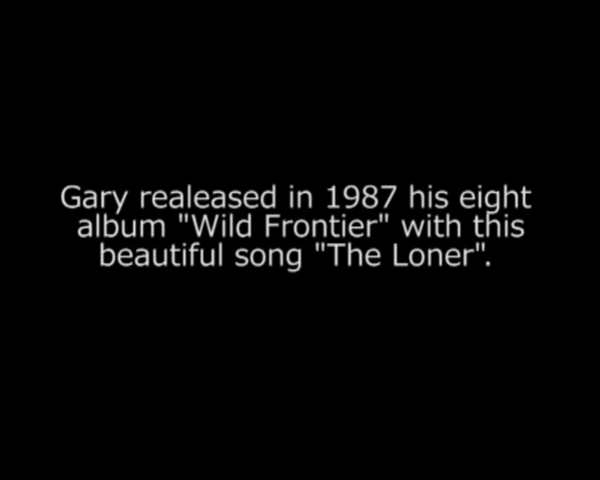 Gary realeased in 1987 his eight
album "Wild Frontier" with this
beautiful song "The Loner".